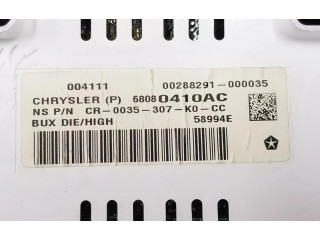 004111 00288291-000035
CHRYSLER (P) 68080410AC
NS P/N CR-0035-307-K0-CC
BUX DIE/HIGH 58994E